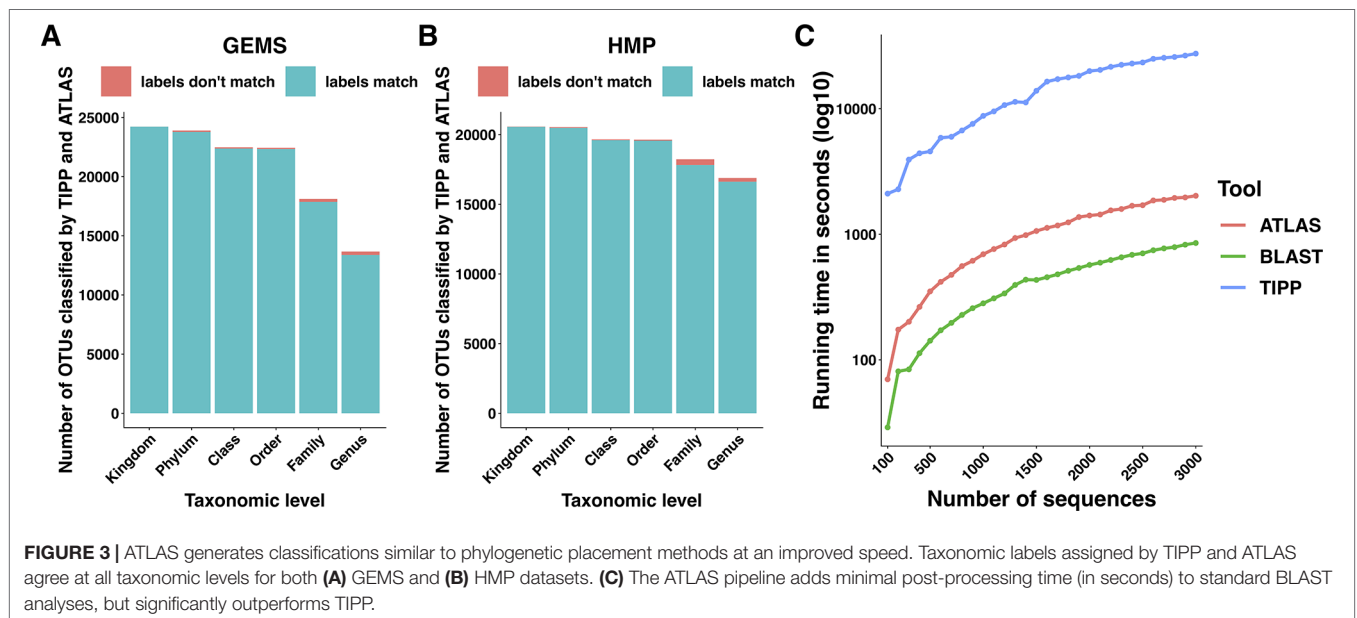 A
GEMS
labels don't match
labels match
Number of OTUs classified by TIPP and ATLAS
25000
20000
15000
10000
5000
0
Kingdom
Phylum
Class
Order
Family
Genus
Taxonomic level
B
HMP
labels don't match
labels match
Number of OTUs classified by TIPP and ATLAS
20000
15000
10000
5000
0
Kingdom
Phylum
Class
Order
Family
Genus
Taxonomic level
C
Running time in seconds (log10)
10000
1000
100
100
500
1000
1500
2000
2500
3000
Number of sequences
Tool
ATLAS
BLAST
TIPP
FIGURE 3 | ATLAS generates classifications similar to phylogenetic placement methods at an improved speed. Taxonomic labels assigned by TIPP and ATLAS
agree at all taxonomic levels for both (A) GEMS and (B) HMP datasets. (C) The ATLAS pipeline adds minimal post-processing time (in seconds) to standard BLAST
analyses, but significantly outperforms TIPP.